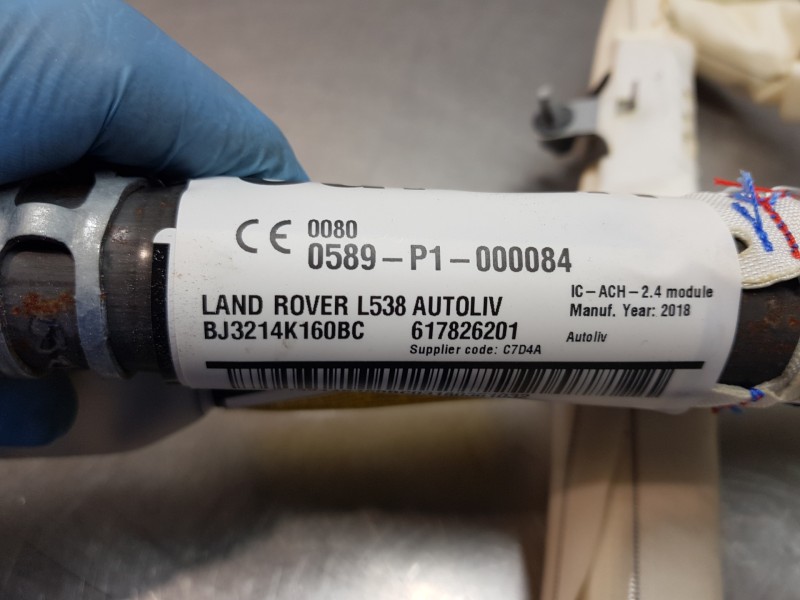 CE 0080
0589-P1-000084
IC-ACH-2.4 module
LAND ROVER L538 AUTOLIV
Manuf. Year: 2018
BJ3214K160BC 617826201
Autoliv
Supplier code: C7D4A